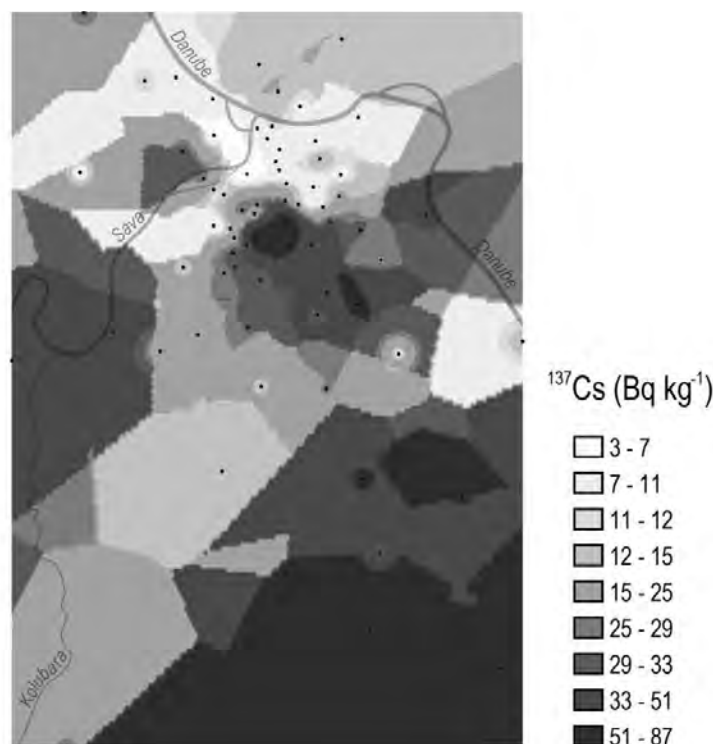 Danube
Sava
Danube
Kolubara
¹³⁷Cs (Bq kg⁻¹)
3 - 7
7 - 11
11 - 12
12 - 15
15 - 25
25 - 29
29 - 33
33 - 51
51 - 87